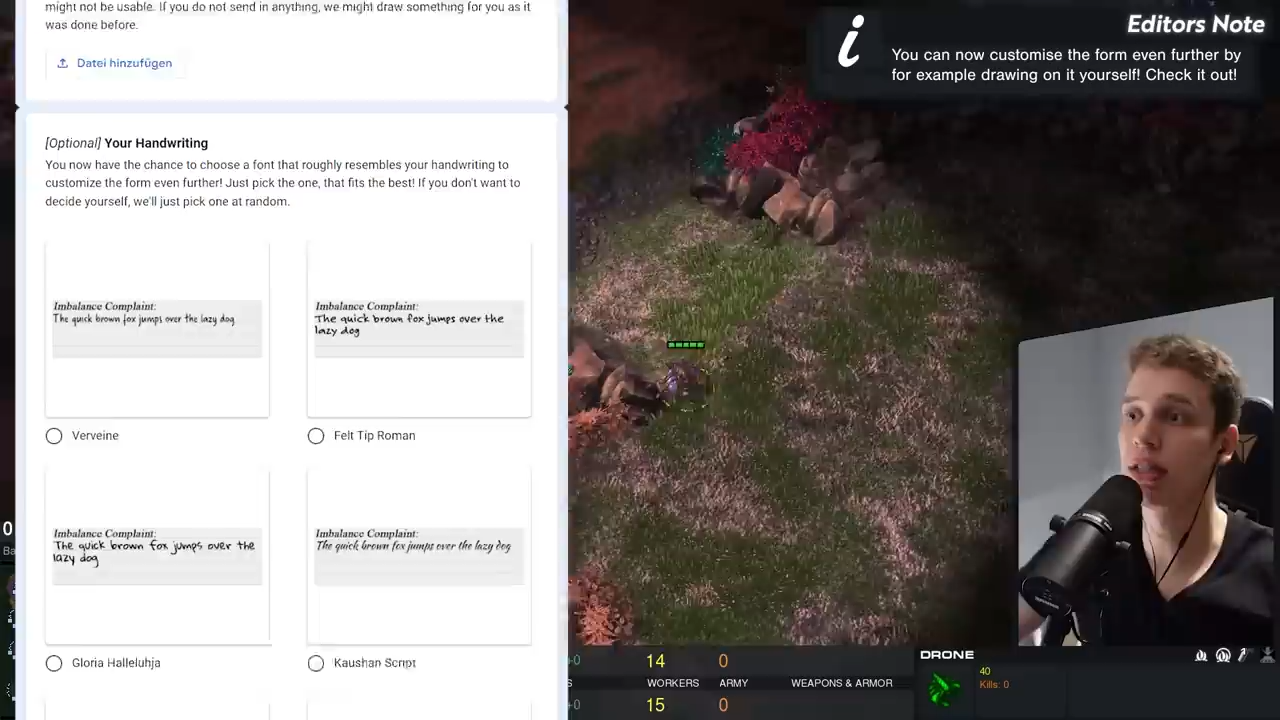 might not be usable. If you do not send in anything, we might draw something for you as it
was done before.
Datei hinzufügen
[Optional] Your Handwriting
You now have the chance to choose a font that roughly resembles your handwriting to
customize the form even further! Just pick the one, that fits the best! If you don't want to
decide yourself, we'll just pick one at random.
Imbalance Complaint:
The quick brown fox jumps over the lazy dog
Verveine
Imbalance Complaint:
The quick brown fox jumps over the
lazy dog
Felt Tip Roman
Imbalance Complaint:
The quick brown fox jumps over the
lazy dog
Gloria Halleluhja
Imbalance Complaint:
The quick brown fox jumps over the lazy dog
Kaushan Script
Editors Note
You can now customise the form even further by
for example drawing on it yourself! Check it out!
0
Ba
+0
14
0
S
WORKERS
ARMY
WEAPONS & ARMOR
+0
15
0
DRONE
40
Kills: 0